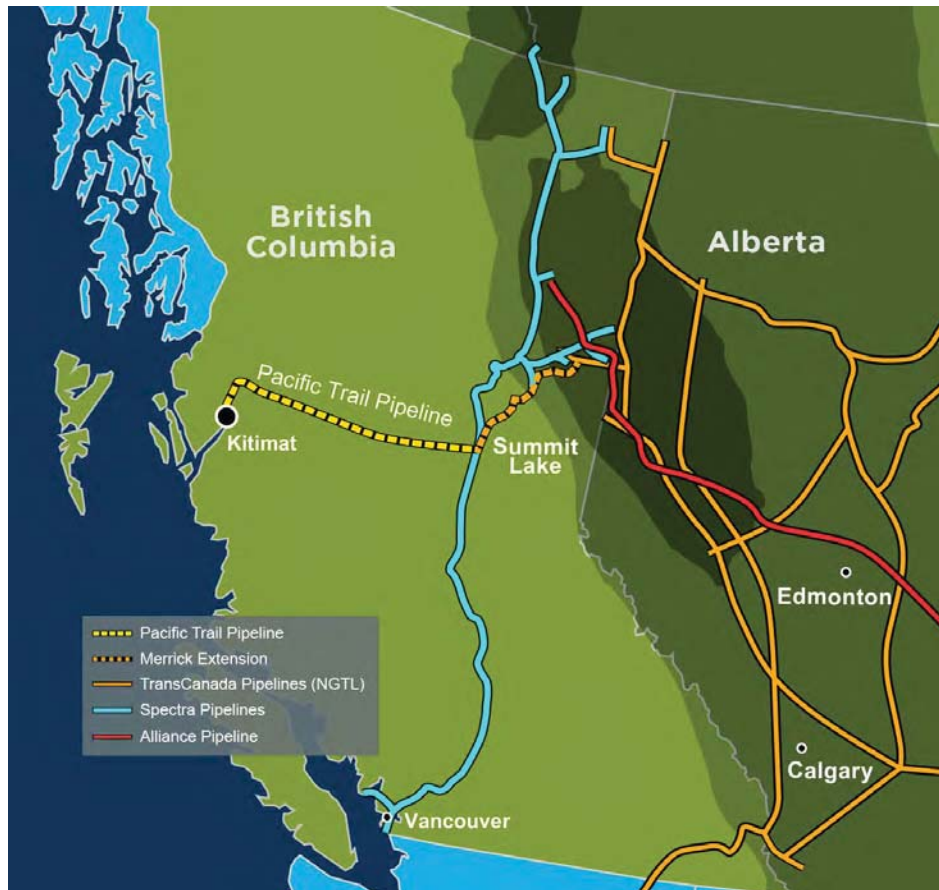 British
Columbia
Alberta
Pacific Trail Pipeline
Kitimat
Summit
Lake
Edmonton
Pacific Trail Pipeline
Merrick Extension
TransCanada Pipelines (NGTL)
Spectra Pipelines
Alliance Pipeline
Calgary
Vancouver